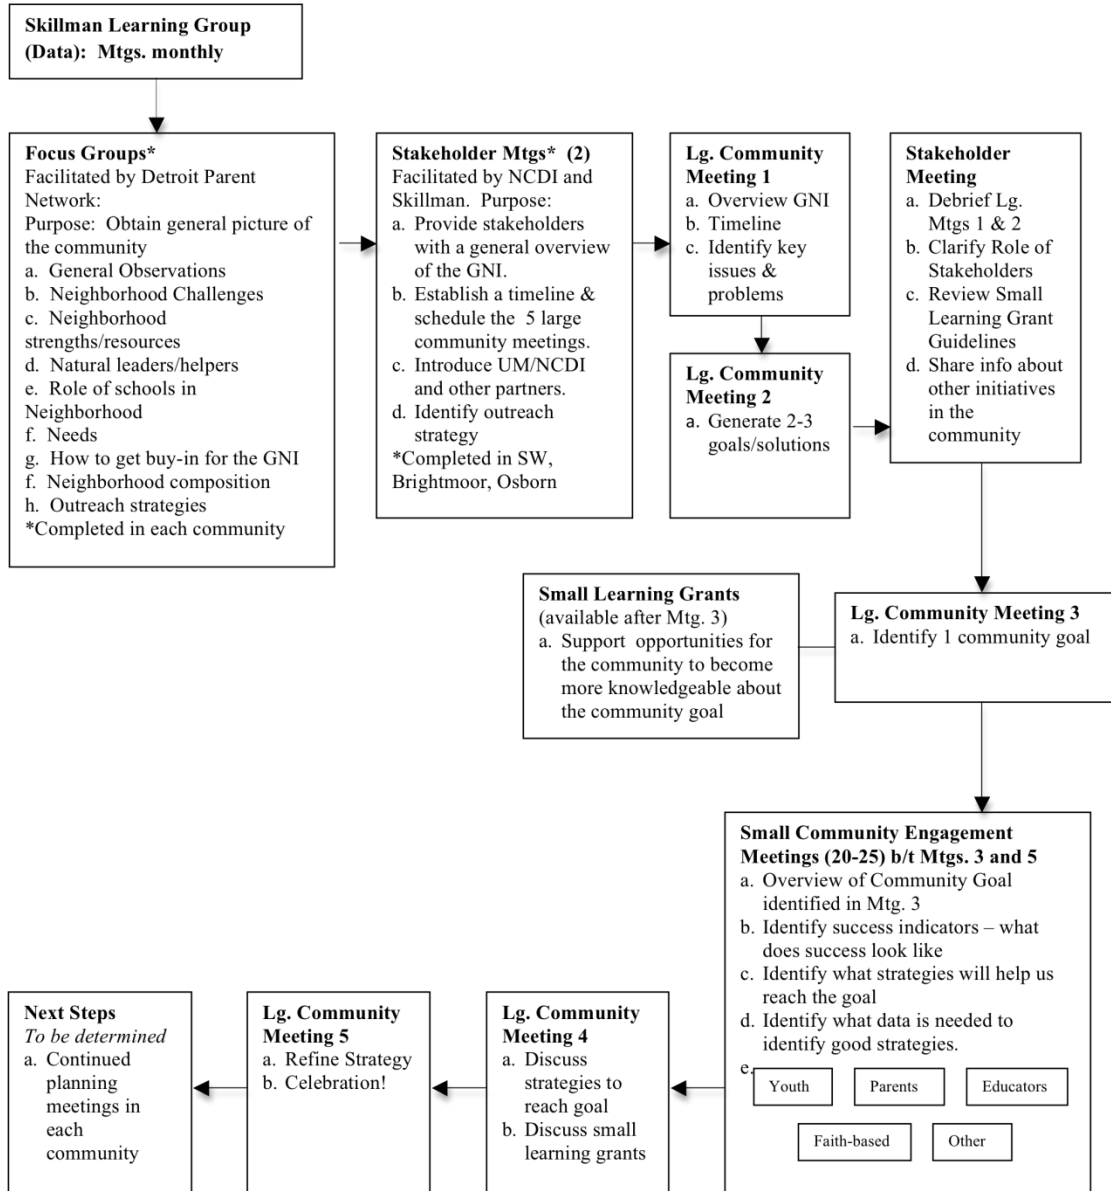 Skillman Learning Group
(Data): Mtgs. monthly
Focus Groups*
Facilitated by Detroit Parent
Network:
Purpose: Obtain general picture of
the community
a. General Observations
b. Neighborhood Challenges
c. Neighborhood
strengths/resources
d. Natural leaders/helpers
e. Role of schools in
Neighborhood
f. Needs
g. How to get buy-in for the GNI
f. Neighborhood composition
h. Outreach strategies
*Completed in each community
Stakeholder Mtgs* (2)
Facilitated by NCDI and
Skillman. Purpose:
a. Provide stakeholders
with a general overview
of the GNI.
b. Establish a timeline &
schedule the 5 large
community meetings.
c. Introduce UM/NCDI
and other partners.
d. Identify outreach
strategy
*Completed in SW,
Brightmoor, Osborn
Lg. Community
Meeting 1
a. Overview GNI
b. Timeline
c. Identify key
issues &
problems
Lg. Community
Meeting 2
a. Generate 2-3
goals/solutions
Stakeholder
Meeting
a. Debrief Lg.
Mtgs 1 & 2
b. Clarify Role of
Stakeholders
c. Review Small
Learning Grant
Guidelines
d. Share info about
other initiatives
in the
community
Small Learning Grants
(available after Mtg. 3)
a. Support opportunities for
the community to become
more knowledgeable about
the community goal
Lg. Community Meeting 3
a. Identify 1 community goal
Small Community Engagement
Meetings (20-25) b/t Mtgs. 3 and 5
a. Overview of Community Goal
identified in Mtg. 3
b. Identify success indicators – what
does success look like
c. Identify what strategies will help us
reach the goal
d. Identify what data is needed to
identify good strategies.
e.
Youth
Parents
Educators
Faith-based
Other
Lg. Community
Meeting 4
a. Discuss
strategies to
reach goal
b. Discuss small
learning grants
Lg. Community
Meeting 5
a. Refine Strategy
b. Celebration!
Next Steps
To be determined
a. Continued
planning
meetings in
each
community